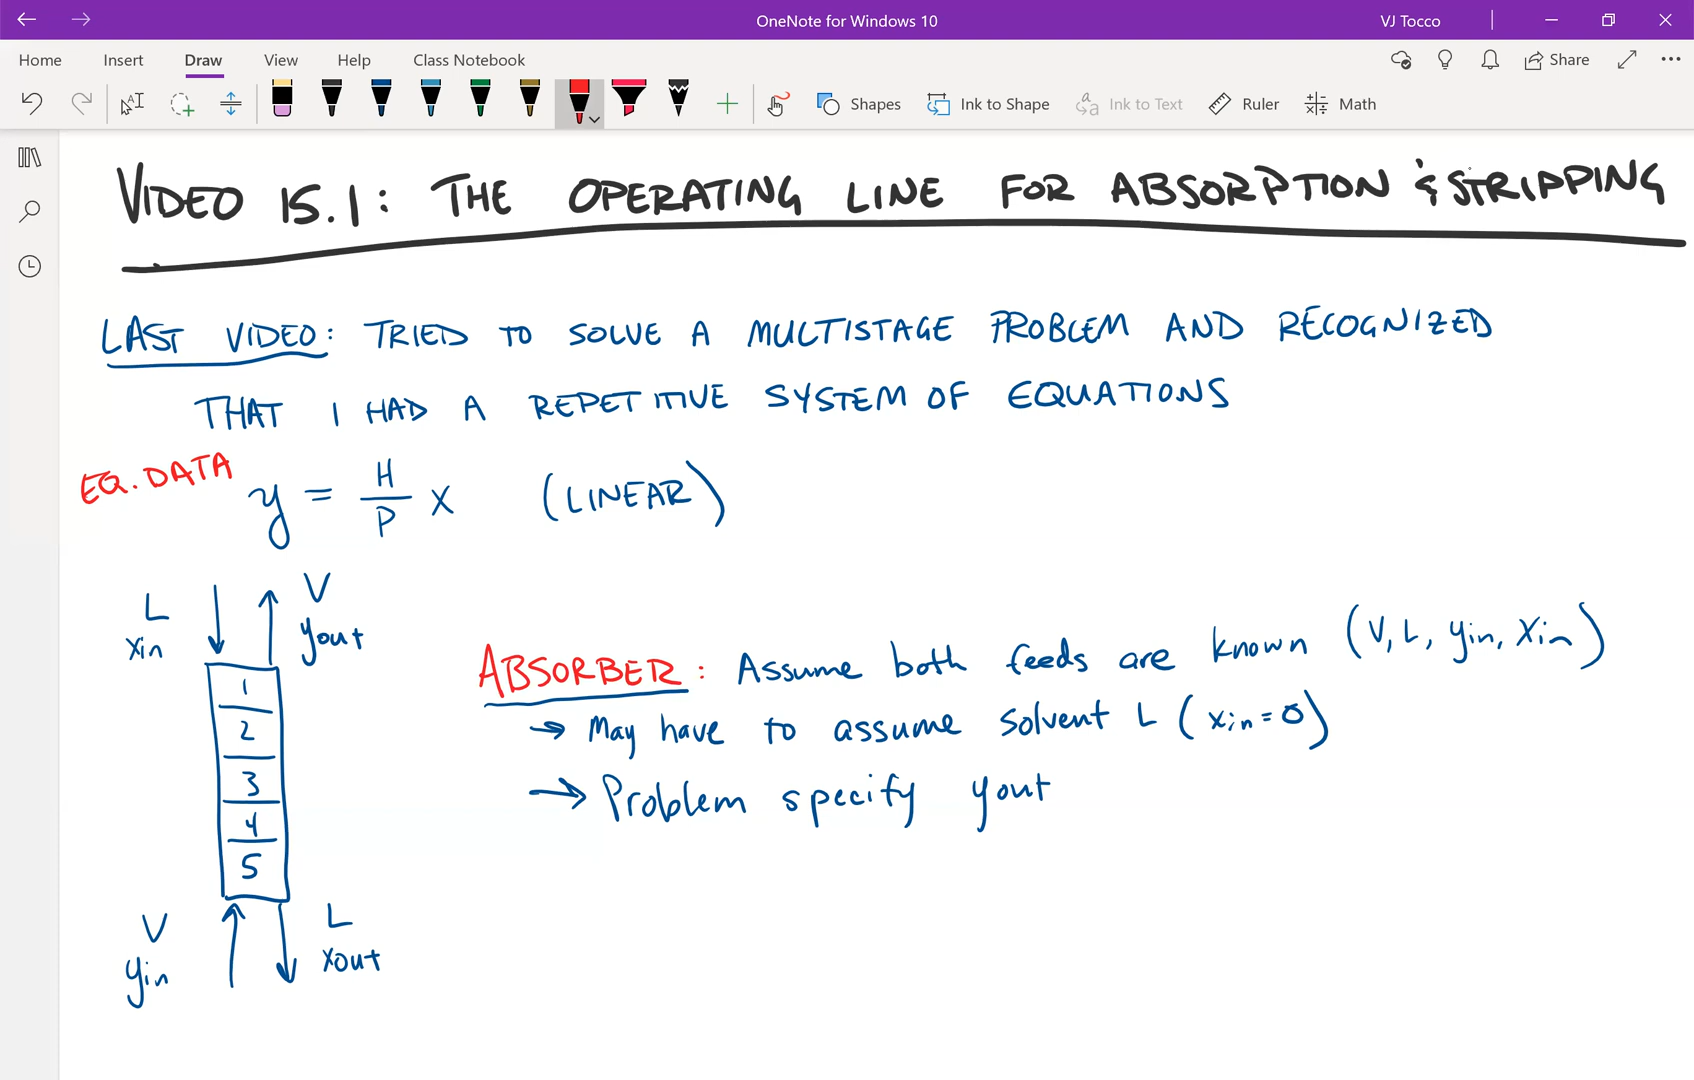 OneNote for Windows 10
VJ Tocco
Home Insert Draw View Help Class Notebook
Share
Shapes Ink to Shape Ink to Text Ruler Math
VIDEO 15.1: THE OPERATING LINE FOR ABSORPTION & STRIPPING
LAST VIDEO: TRIED TO SOLVE A MULTISTAGE PROBLEM AND RECOGNIZED
THAT I HAD A REPETITIVE SYSTEM OF EQUATIONS
EQ. DATA
y = H/P x (LINEAR)
L
xin
V
yout
1
2
3
4
5
V
yin
L
xout
ABSORBER: Assume both feeds are known (V, L, yin, xin)
→ May have to assume solvent L (xin = 0)
→ Problem specify yout